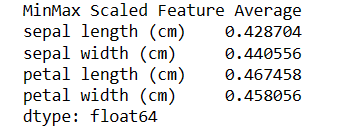 MinMax Scaled Feature Average
sepal length (cm)    0.428704
sepal width (cm)     0.440556
petal length (cm)    0.467458
petal width (cm)     0.458056
dtype: float64